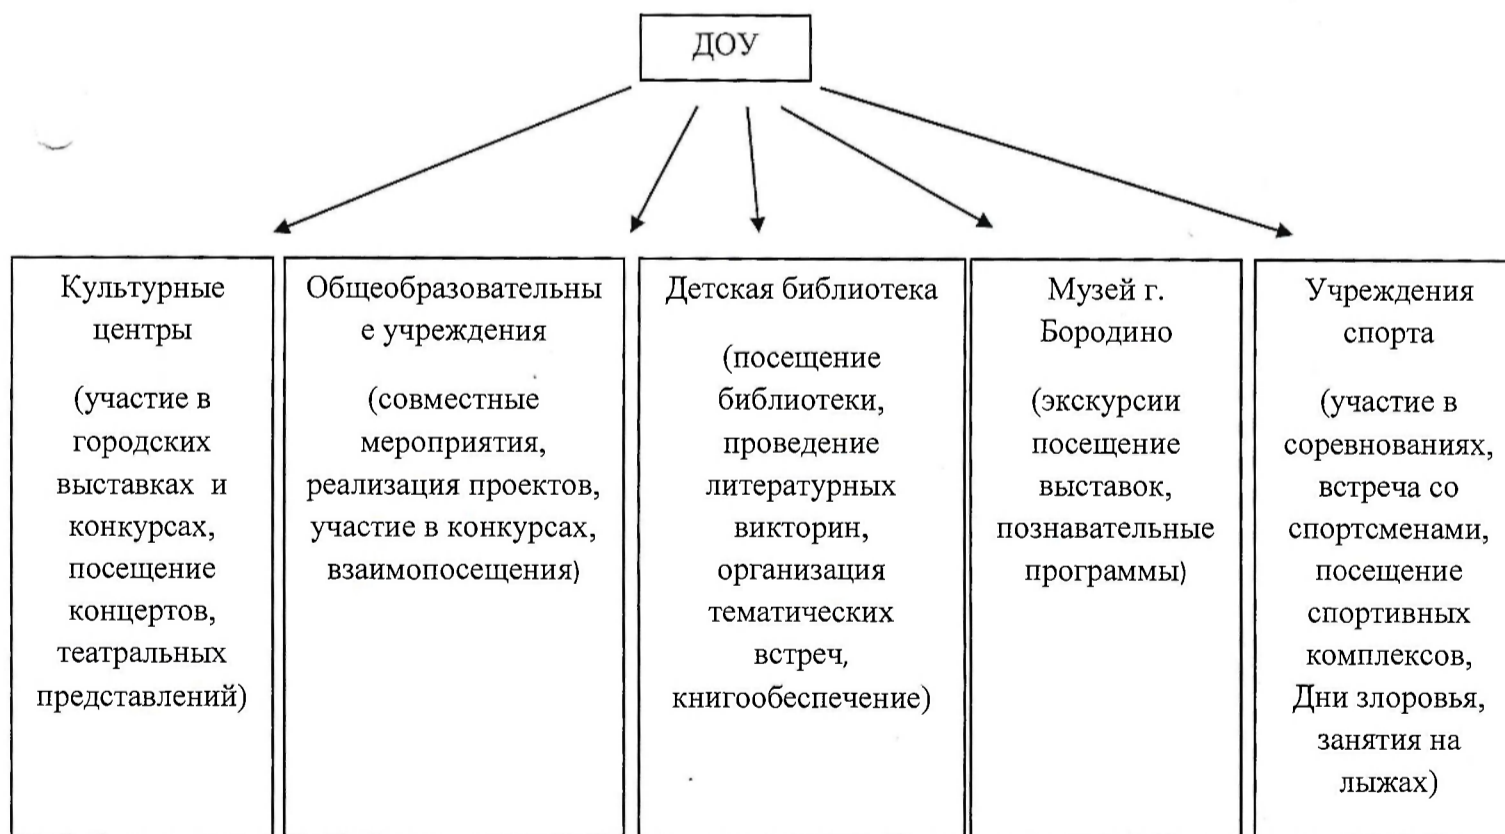 ДОУ
Культурные
центры
(участие в
городских
выставках и
конкурсах,
посещение
концертов,
театральных
представлений)
Общеобразовательны
е учреждения
(совместные
мероприятия,
реализация проектов,
участие в конкурсах,
взаимопосещения)
Детская библиотека
(посещение
библиотеки,
проведение
литературных
викторин,
организация
тематических
встреч,
книгообеспечение)
Музей г.
Бородино
(экскурсии
посещение
выставок,
познавательные
программы)
Учреждения
спорта
(участие в
соревнованиях,
встреча со
спортсменами,
посещение
спортивных
комплексов,
Дни злоровья,
занятия на
лыжах)